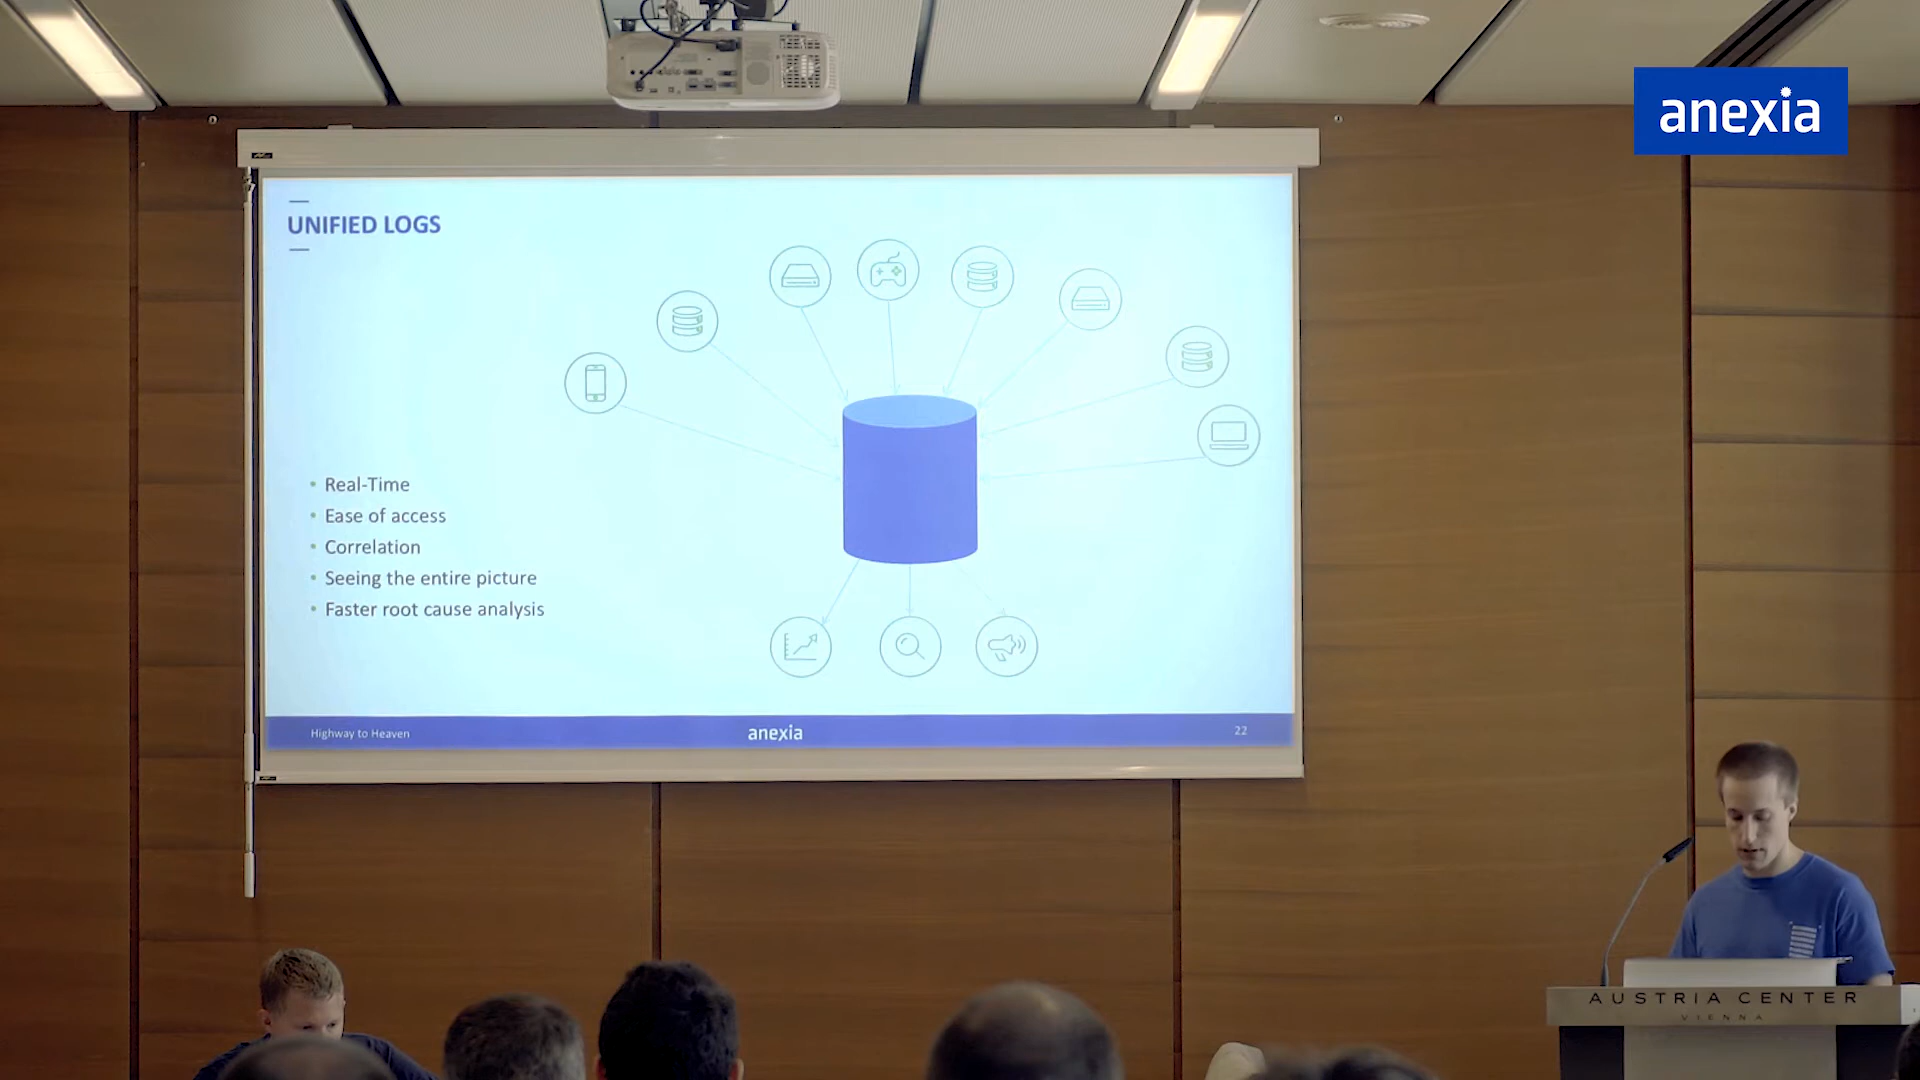 anexia
UNIFIED LOGS
• Real-Time
• Ease of access
• Correlation
• Seeing the entire picture
• Faster root cause analysis
Highway to Heaven
anexia
22
AUSTRIA CENTER
VIENNA